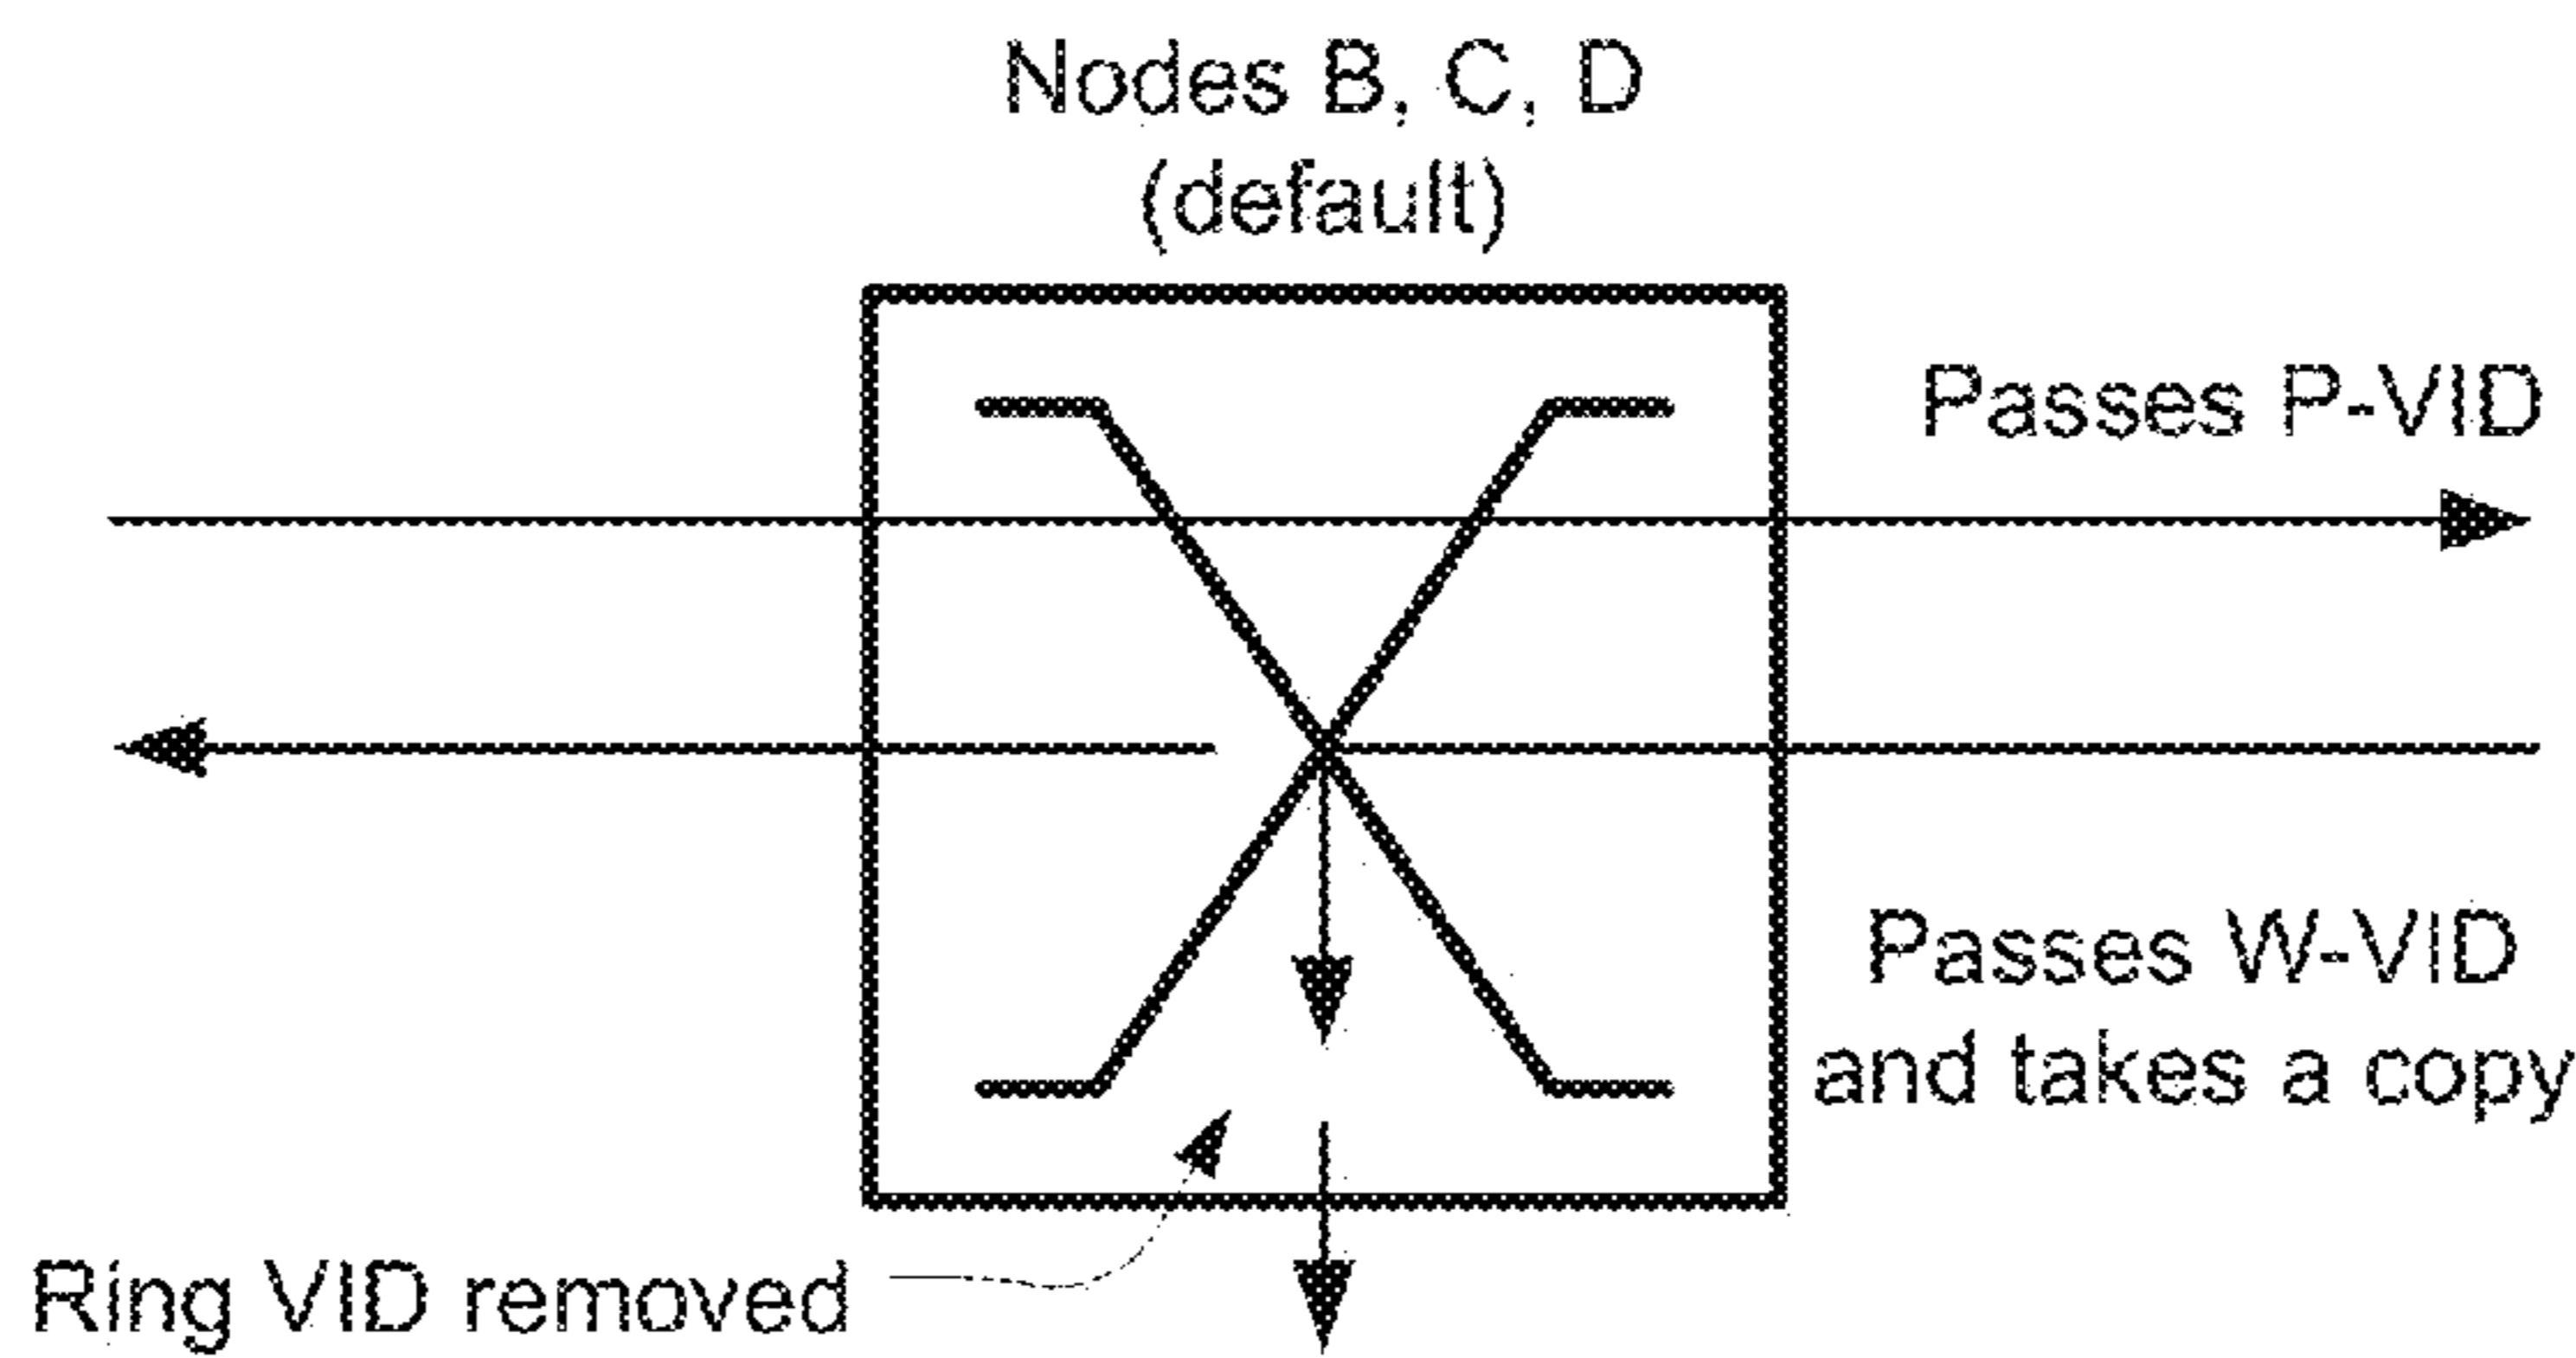 Nodes B, C, D
(default)
Passes P-VID
Passes W-VID
and takes a copy
Ring VID removed